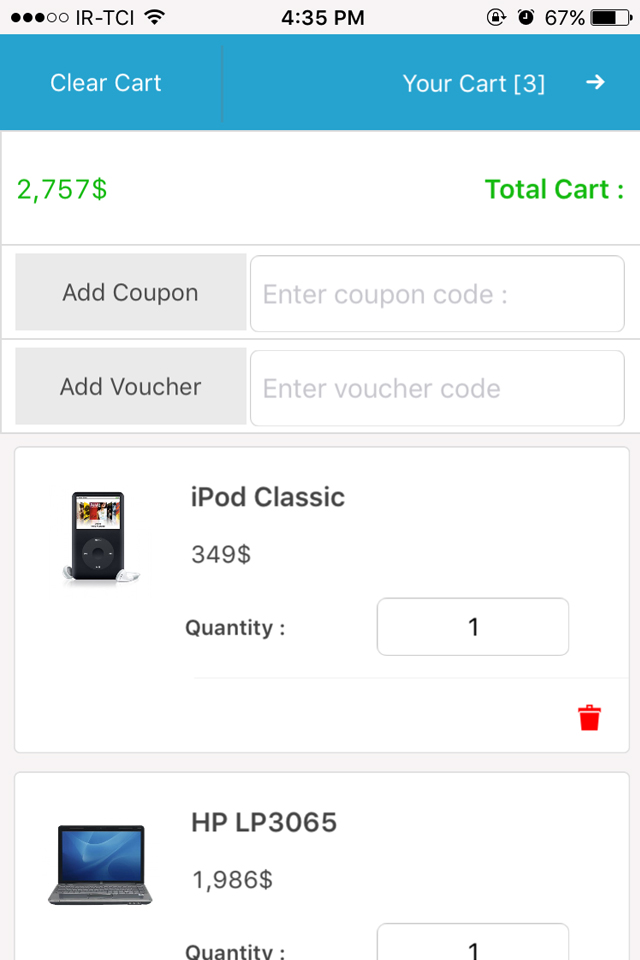 IR-TCI 4:35 PM 67%
Clear Cart Your Cart [3]
2,757$ Total Cart :
Add Coupon Enter coupon code :
Add Voucher Enter voucher code
iPod Classic
349$
Quantity : 1
HP LP3065
1,986$
Quantity : 1